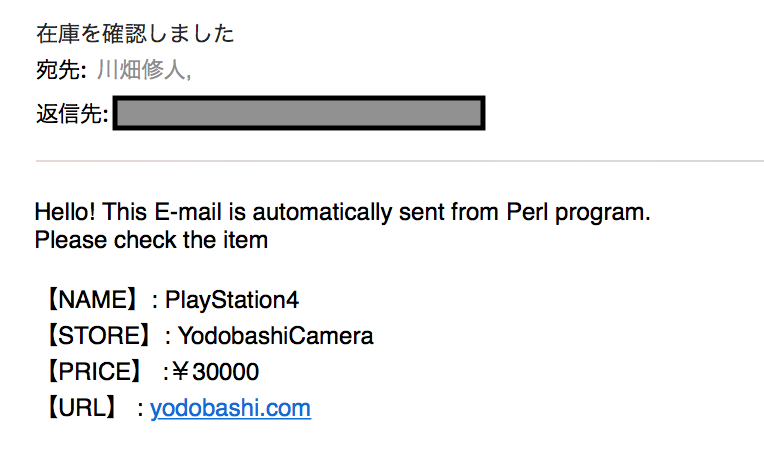 在庫を確認しました
宛先: 川畑修人,
返信先:
Hello! This E-mail is automatically sent from Perl program.
Please check the item
【NAME】: PlayStation4
【STORE】: YodobashiCamera
【PRICE】 :￥30000
【URL】 : yodobashi.com